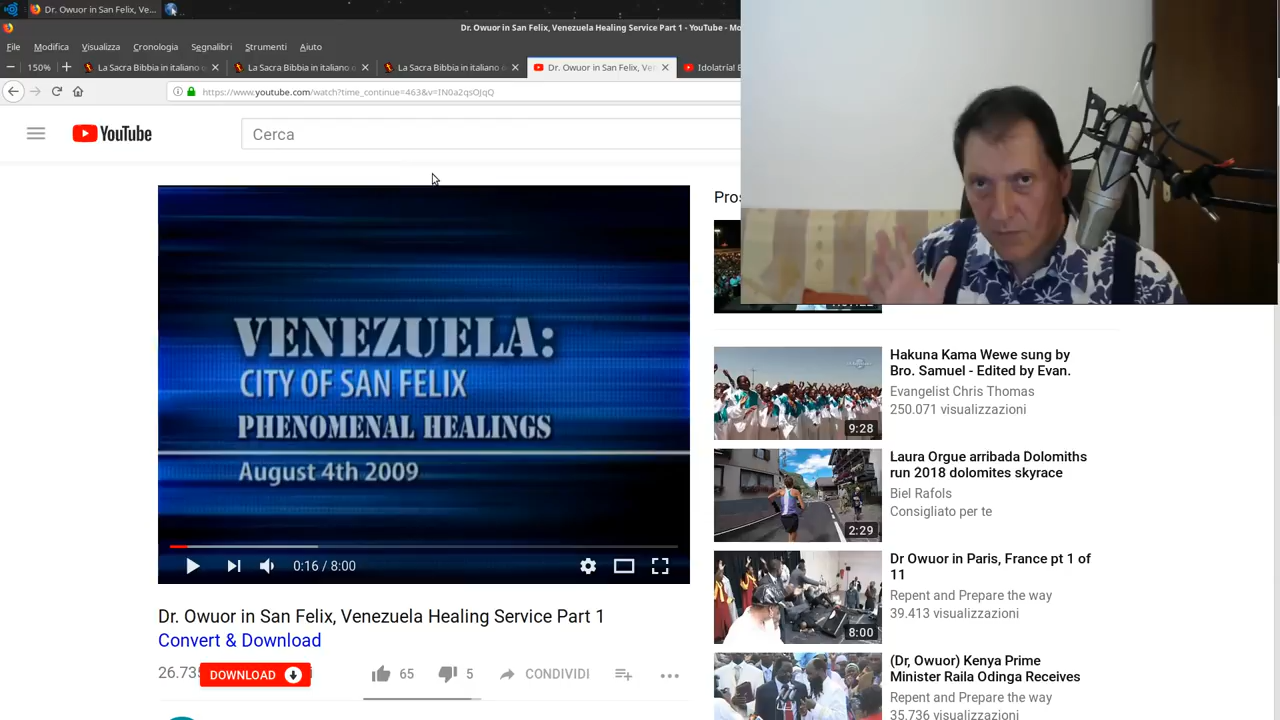 Dr. Owuor in San Felix, Ve...
Dr. Owuor in San Felix, Venezuela Healing Service Part 1 - YouTube - Mo
File Modifica Visualizza Cronologia Segnalibri Strumenti Aiuto
150% La Sacra Bibbia in italiano La Sacra Bibbia in italiano La Sacra Bibbia in italiano Dr. Owuor in San Felix, Ven Idolatrial
https://www.youtube.com/watch?time_continue=463&v=IN0a2qsOJqQ
YouTube
Cerca
VENEZUELA:
CITY OF SAN FELIX
PHENOMENAL HEALINGS
August 4th 2009
0:16 / 8:00
Dr. Owuor in San Felix, Venezuela Healing Service Part 1
Convert & Download
26.735
DOWNLOAD
65
5
CONDIVIDI
Pros
Hakuna Kama Wewe sung by
Bro. Samuel - Edited by Evan.
Evangelist Chris Thomas
250.071 visualizzazioni
9:28
Laura Orgue arribada Dolomiths
run 2018 dolomites skyrace
Biel Rafols
Consigliato per te
2:29
Dr Owuor in Paris, France pt 1 of
11
Repent and Prepare the way
39.413 visualizzazioni
8:00
(Dr, Owuor) Kenya Prime
Minister Raila Odinga Receives
Repent and Prepare the way
35.736 visualizzazioni